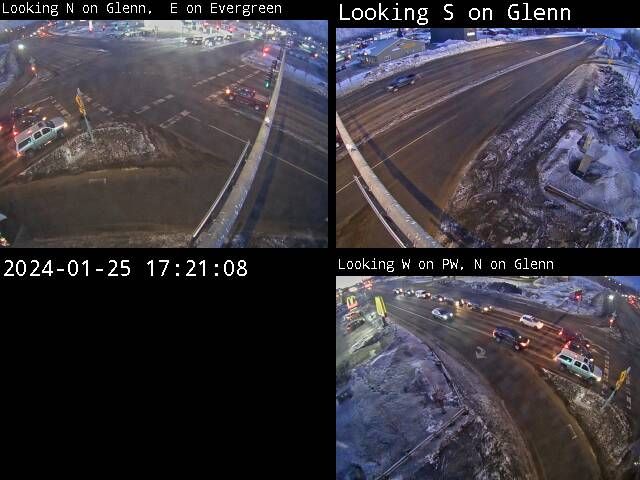 Looking N on Glenn,  E on Evergreen
Looking S on Glenn
2024-01-25 17:21:08
Looking W on PW, N on Glenn